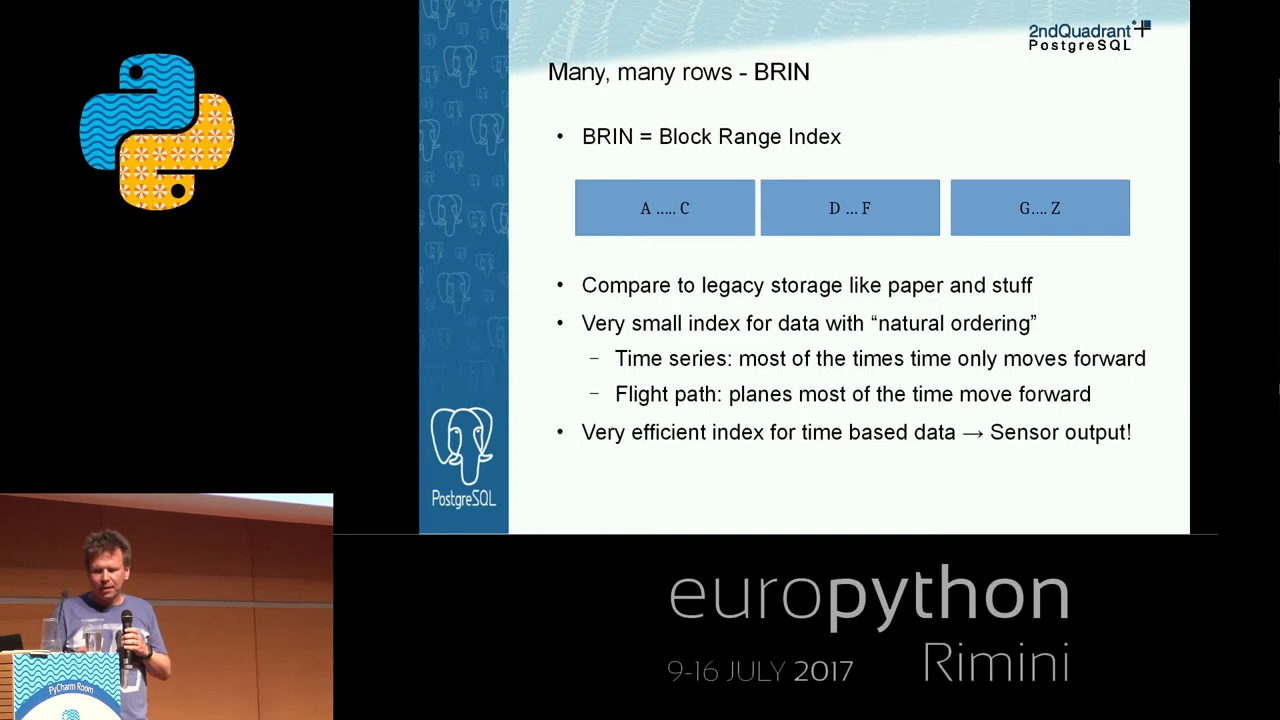 2ndQuadrant
PostgreSQL
Many, many rows - BRIN
• BRIN = Block Range Index
A ..... C
D ... F
G.... Z
• Compare to legacy storage like paper and stuff
• Very small index for data with “natural ordering”
– Time series: most of the times time only moves forward
– Flight path: planes most of the time move forward
• Very efficient index for time based data → Sensor output!
PostgreSQL
PyCharm Room
europython
9-16 JULY 2017 Rimini